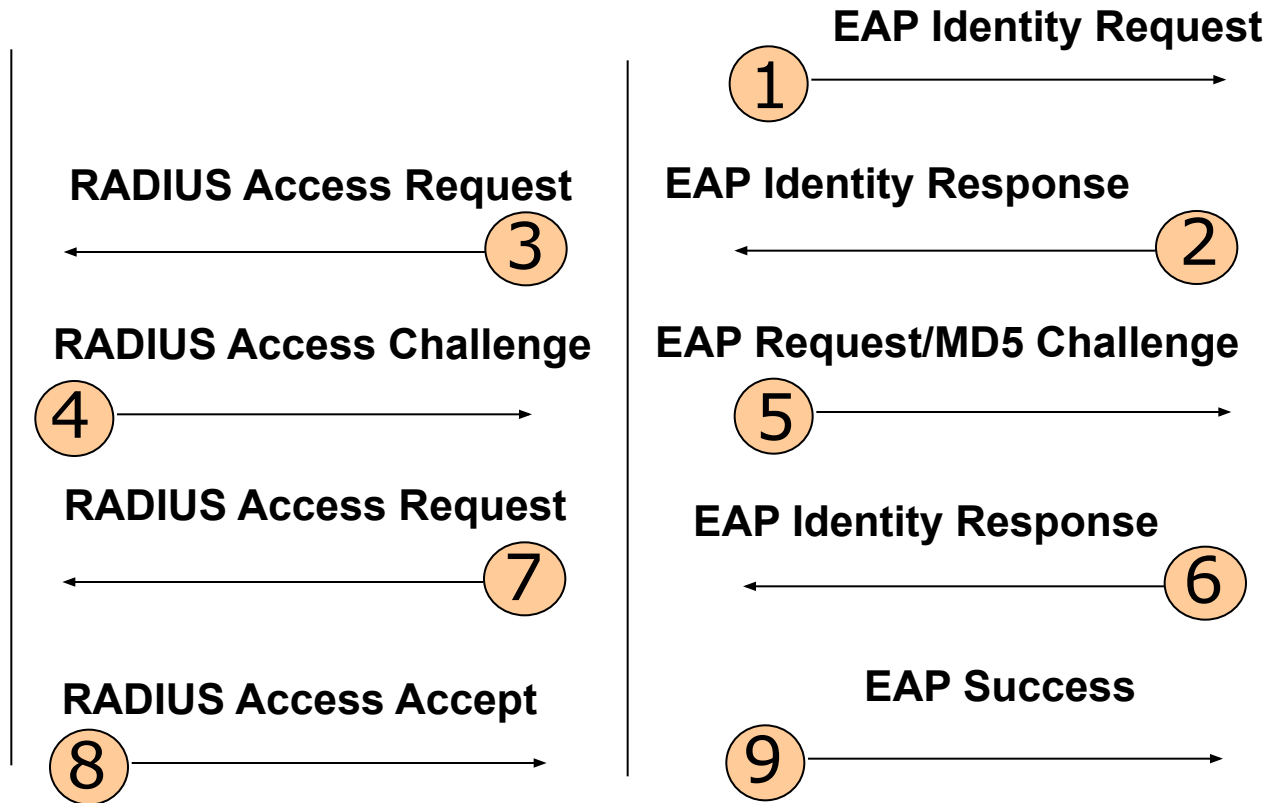 EAP Identity Request
1
RADIUS Access Request
EAP Identity Response
3
2
RADIUS Access Challenge
EAP Request/MD5 Challenge
4
5
RADIUS Access Request
EAP Identity Response
7
6
RADIUS Access Accept
EAP Success
8
9